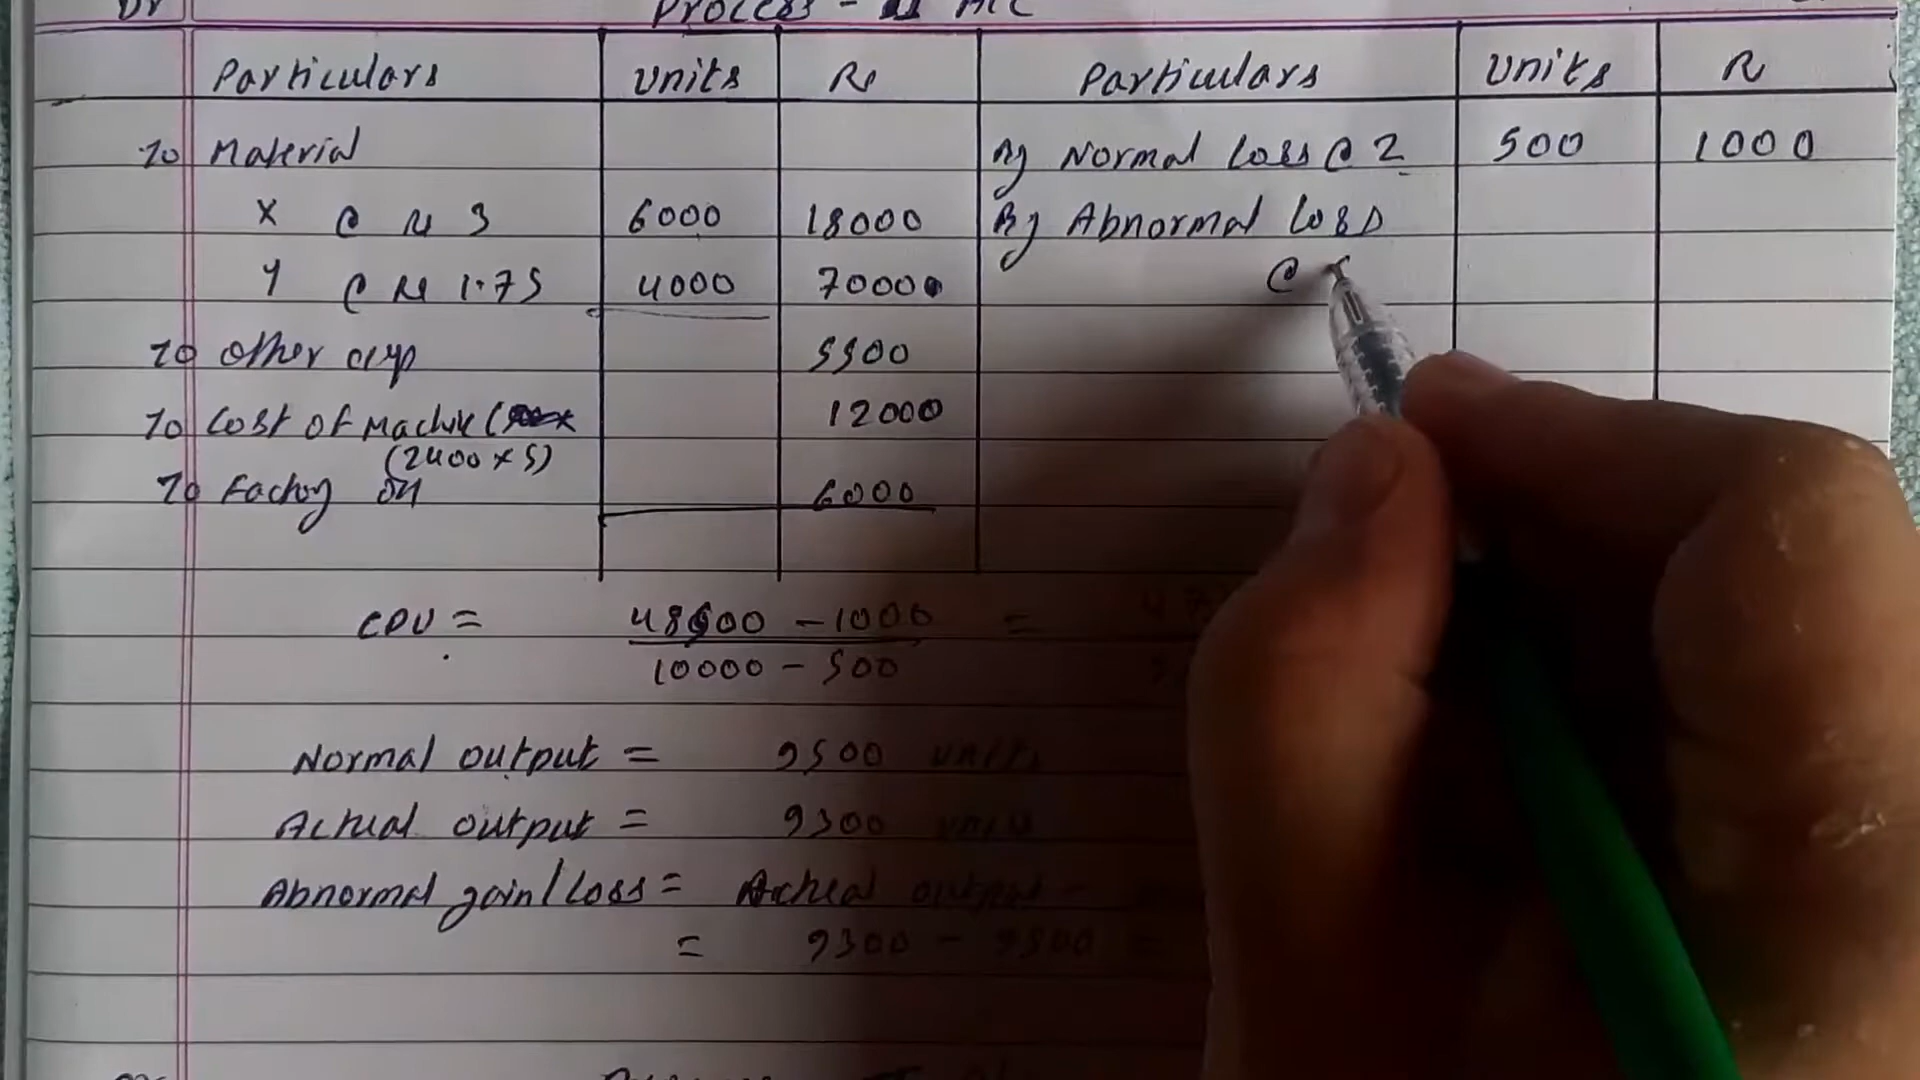 Dr Process - A/c
Particulars Units Rs Particulars Units R
To Material By Normal Loss @ 2 500 1000
X @ Rs 3 6000 18000 By Abnormal Loss
Y @ Rs 1.75 4000 7000 @
To Other exp 5500
To Cost of Machine ( 12000
(2400 x 5)
To Factory OH 6000
CPU = 48500 - 1000 =
10000 - 500
Normal output = 9500 units
Actual output = 9300 units
Abnormal gain/Loss = Actual output -
= 9300 - 9500 =